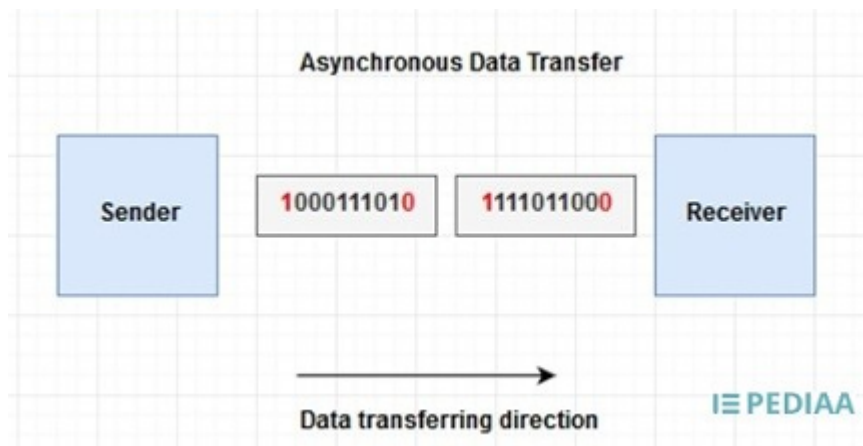 Asynchronous Data Transfer
Sender
1000111010
1111011000
Receiver
Data transferring direction
PEDIAA